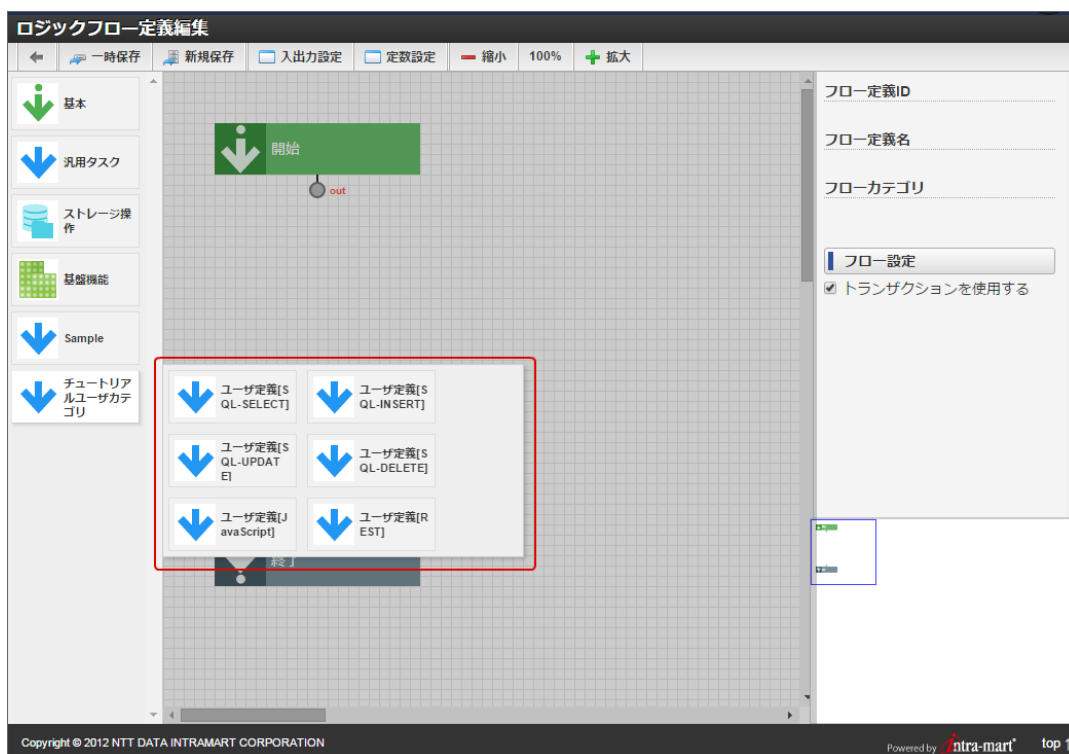 ロジックフロー定義編集
一時保存
新規保存
入出力設定
定数設定
縮小
100%
拡大
基本
汎用タスク
ストレージ操
作
基盤機能
Sample
チュートリア
ルユーザカテ
ゴリ
開始
out
ユーザ定義[S
QL-SELECT]
ユーザ定義[S
QL-INSERT]
ユーザ定義[S
QL-UPDAT
E]
ユーザ定義[S
QL-DELETE]
ユーザ定義[J
avaScript]
ユーザ定義[R
EST]
終了
フロー定義ID
フロー定義名
フローカテゴリ
フロー設定
トランザクションを使用する
Copyright © 2012 NTT DATA INTRAMART CORPORATION
Powered by intra-mart
top